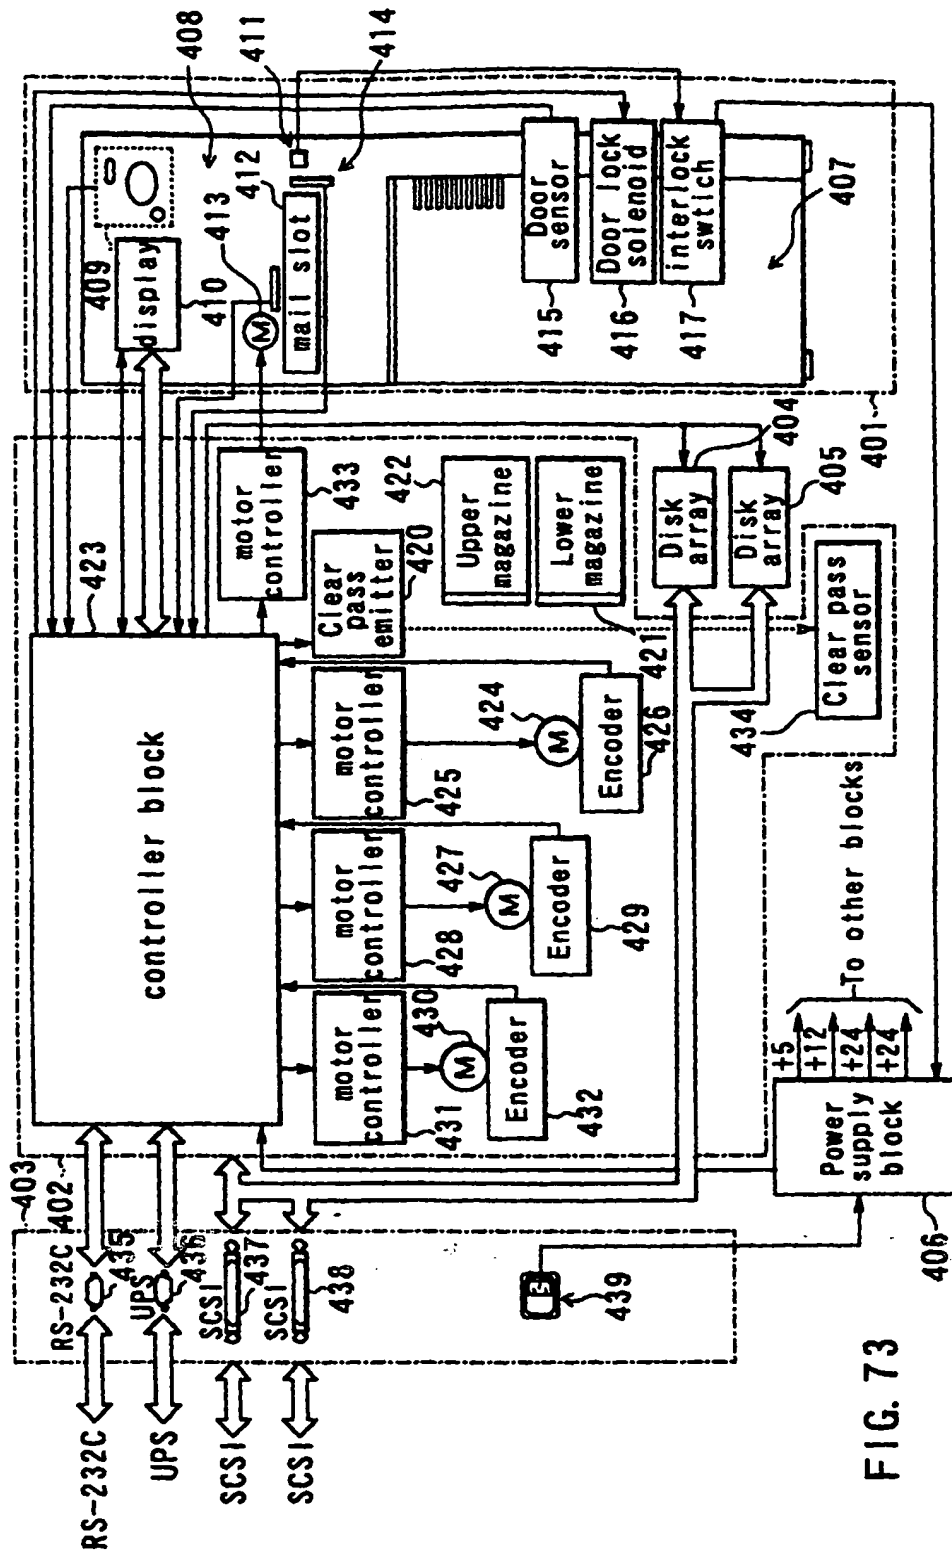 403
402
RS-232C
RS-232C
435
UPS
UPS
436
SCSI
SCSI
437
SCSI
SCSI
438
439
controller block
423
motor
controller
431
M
430
Encoder
432
motor
controller
428
M
427
Encoder
429
motor
controller
425
M
424
Encoder
426
Clear
pass
emitter
420
motor
controller
433
Upper
magazine
422
Lower
magazine
421
Disk
array
404
Disk
array
405
Clear pass
sensor
434
Power
supply
block
406
+5
+12
+24
+24
To other blocks
409
display
410
M
413
mail slot
412
408
411
414
Door
sensor
415
Door lock
solenoid
416
interlock
swtich
417
407
401
FIG. 73